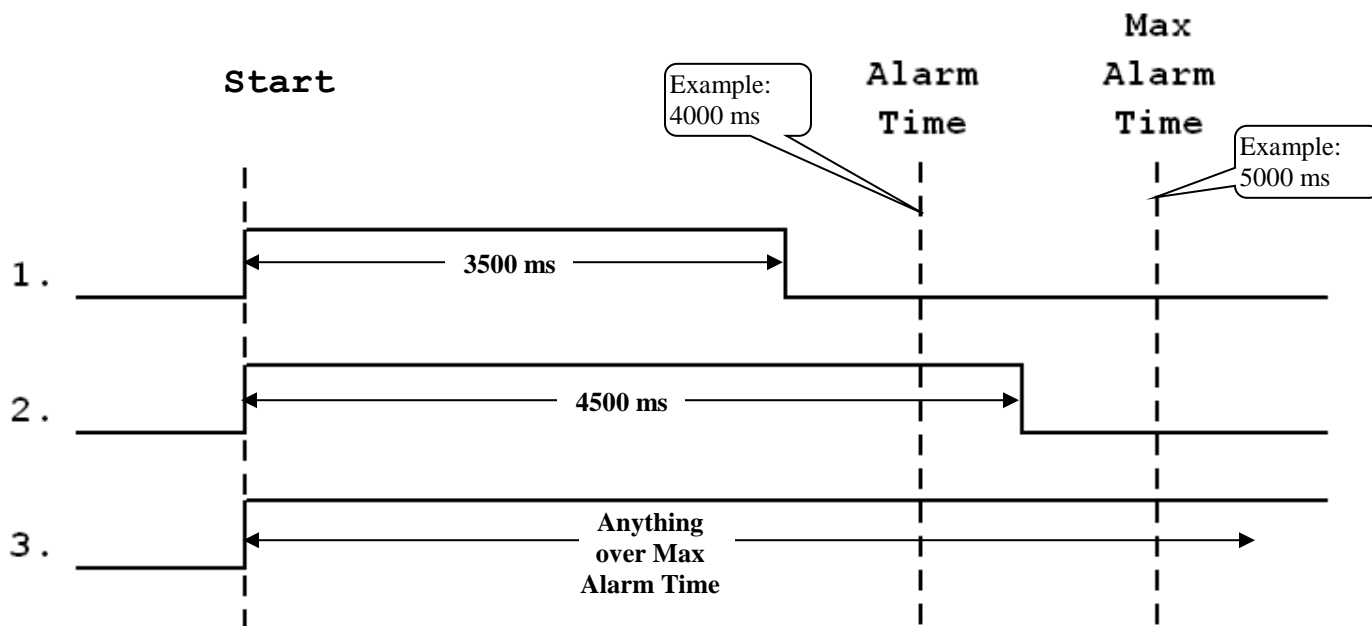 Start
Example:
4000 ms
Alarm
Time
Max
Alarm
Time
Example:
5000 ms
1.
3500 ms
2.
4500 ms
3.
Anything
over Max
Alarm Time